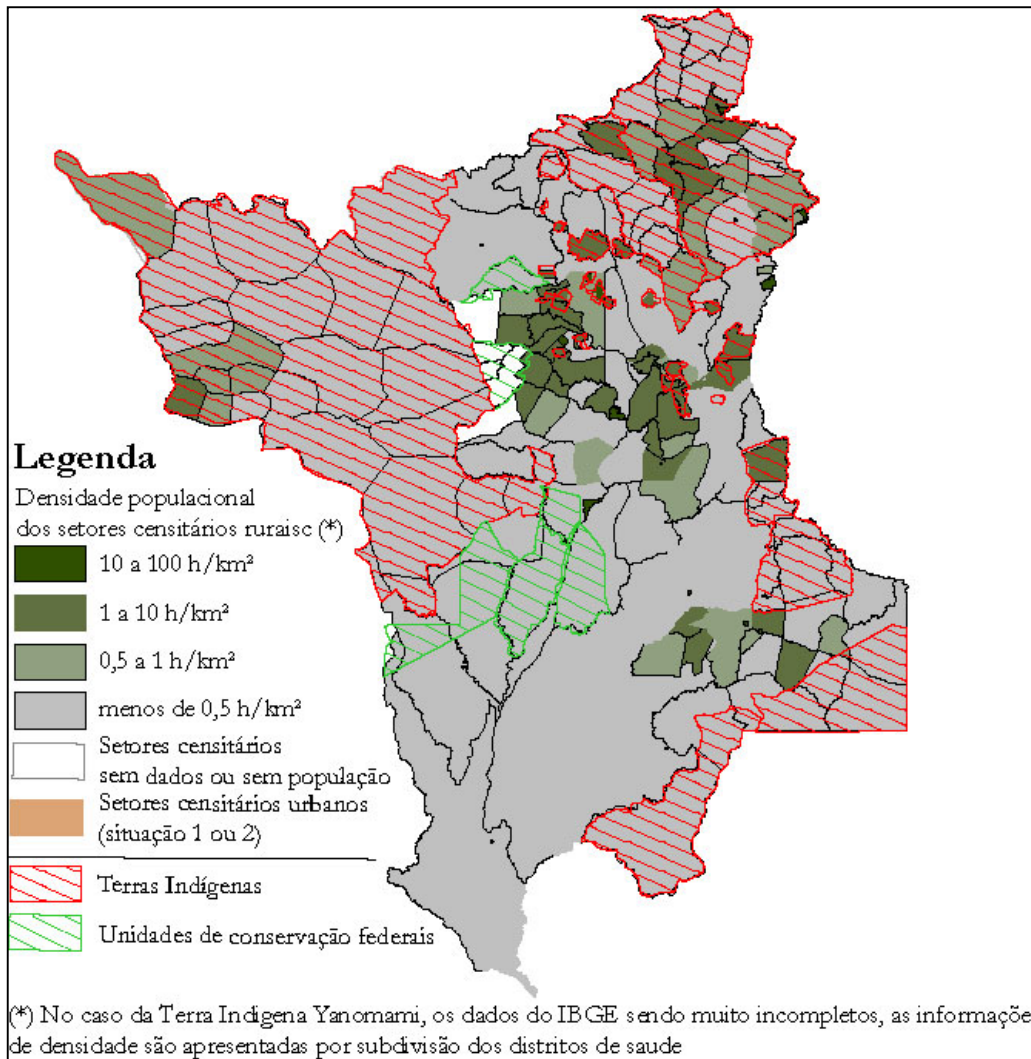 Legenda
Densidade populacional
dos setores censitários ruraisc (*)
10 a 100 h/km²
1 a 10 h/km²
0,5 a 1 h/km²
menos de 0,5 h/km²
Setores censitários
sem dados ou sem população
Setores censitários urbanos
(situação 1 ou 2)
Terras Indígenas
Unidades de conservação federais
(*) No caso da Terra Indigena Yanomami, os dados do IBGE sendo muito incompletos, as informaçõe
de densidade são apresentadas por subdivisão dos distritos de saude